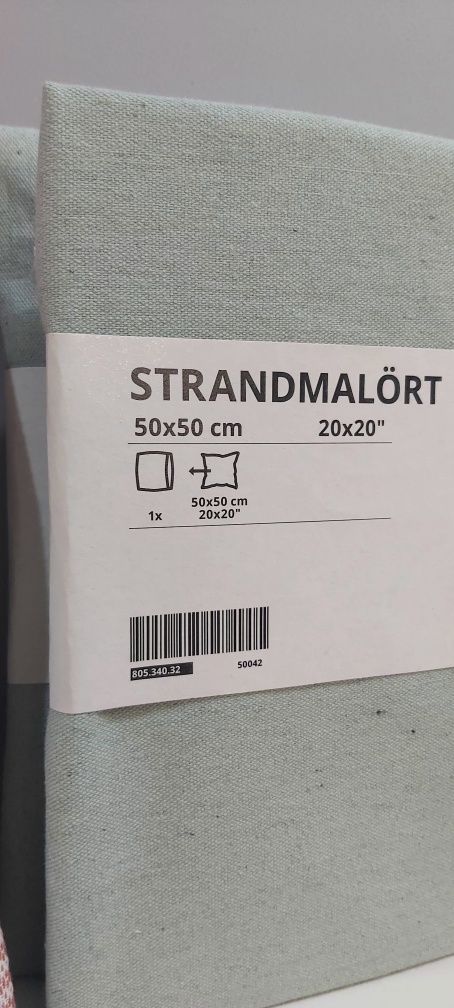 STRANDMALÖRT
50x50 cm 20x20"
50x50 cm
1x 20x20"
805.340.32 50042